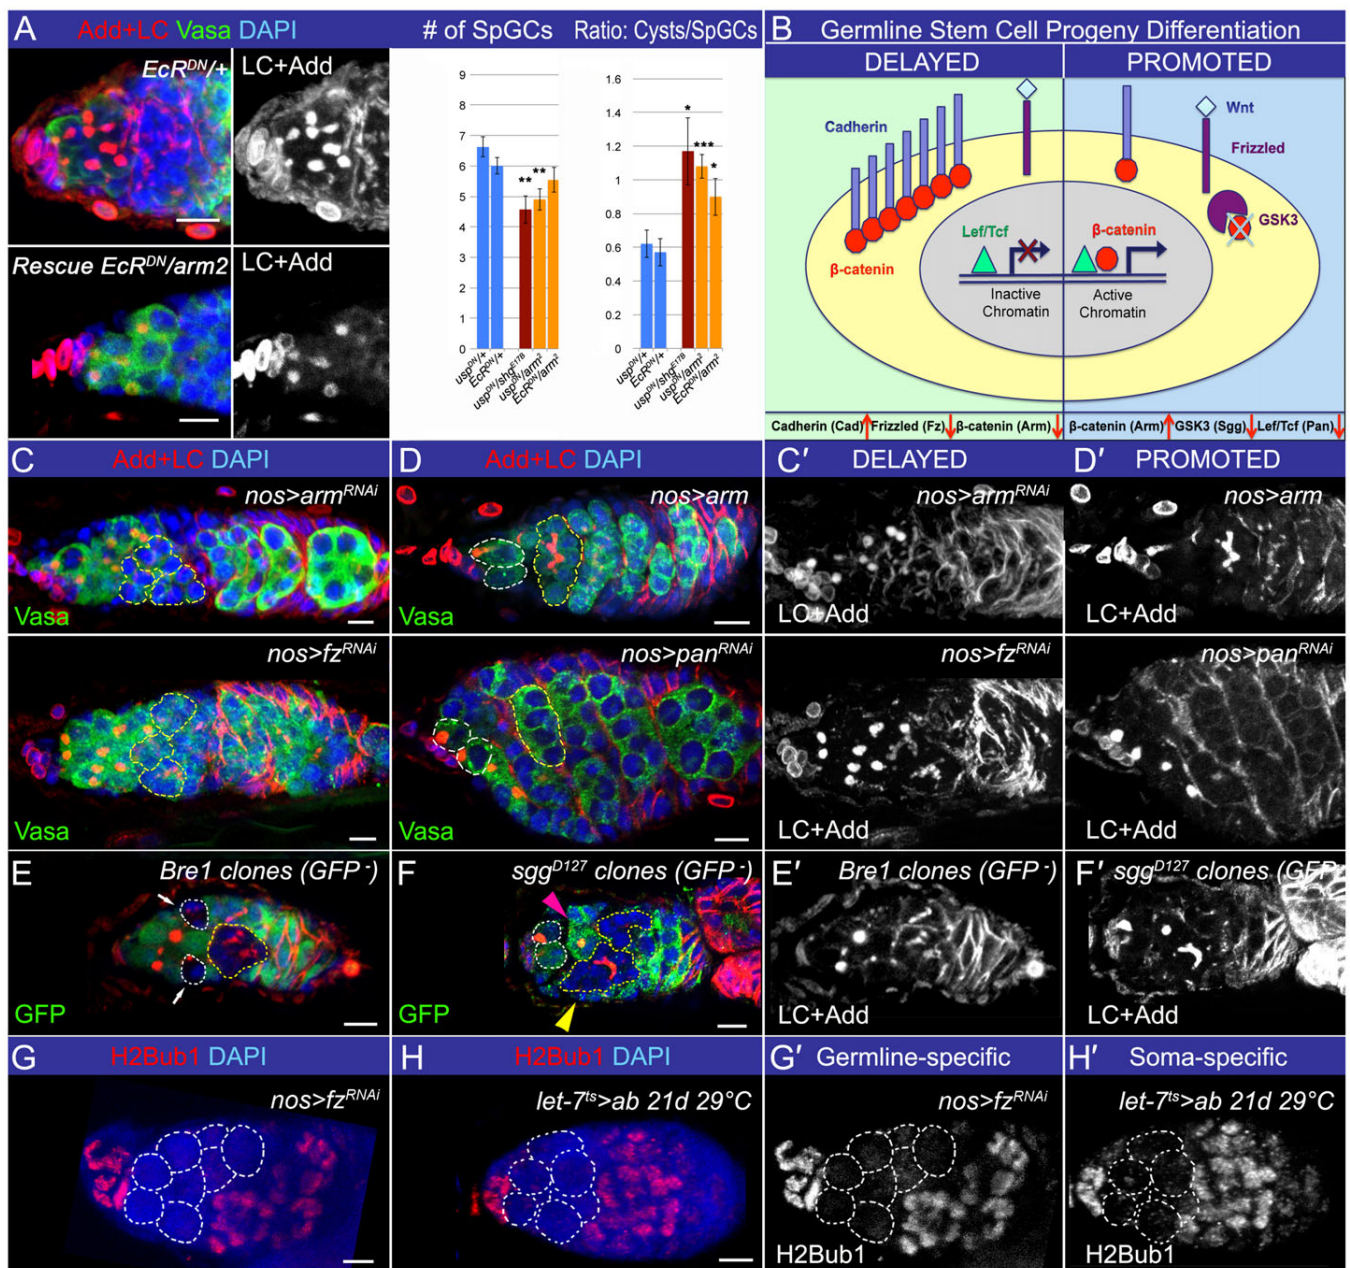 A Add+LC Vasa DAPI
EcR^DN/+
LC+Add
Rescue EcR^DN/arm2
LC+Add
# of SpGCs
9
8
7
6
5
4
3
2
1
0
** **
usp^DN/+
EcR^DN/+
usp^DN/shg^E17B
usp^DN/arm²
EcR^DN/arm²
Ratio: Cysts/SpGCs
1.6
1.4
1.2
1
0.8
0.6
0.4
0.2
0
* *** *
usp^DN/+
EcR^DN/+
usp^DN/shg^E17B
usp^DN/arm²
EcR^DN/arm²
B Germline Stem Cell Progeny Differentiation
DELAYED PROMOTED
Cadherin
Wnt
Frizzled
GSK3
Lef/Tcf
β-catenin
β-catenin
Inactive
Chromatin
Active
Chromatin
Cadherin (Cad) Frizzled (Fz) β-catenin (Arm) β-catenin (Arm) GSK3 (Sgg) Lef/Tcf (Pan)
C Add+LC DAPI
nos>arm^RNAi
Vasa
nos>fz^RNAi
Vasa
D Add+LC DAPI
nos>arm
Vasa
nos>pan^RNAi
Vasa
C′ DELAYED
nos>arm^RNAi
LC+Add
nos>fz^RNAi
LC+Add
D′ PROMOTED
nos>arm
LC+Add
nos>pan^RNAi
LC+Add
E Bre1 clones (GFP⁻)
GFP
F sgg^D127 clones (GFP⁻)
GFP
E′ Bre1 clones (GFP⁻)
LC+Add
F′ sgg^D127 clones (GFP
LC+Add
G H2Bub1 DAPI
nos>fz^RNAi
H H2Bub1 DAPI
let-7^ts>ab 21d 29°C
G′ Germline-specific
nos>fz^RNAi
H2Bub1
H′ Soma-specific
let-7^ts>ab 21d 29°C
H2Bub1